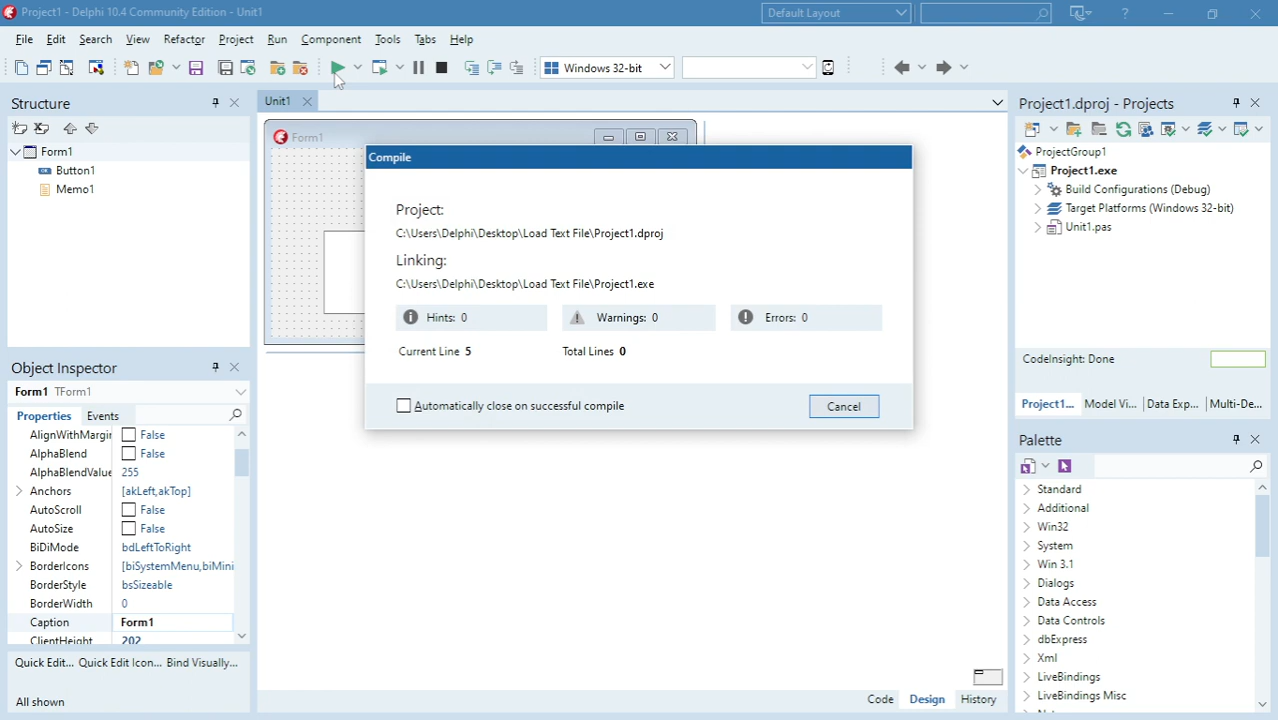 Project1 - Delphi 10.4 Community Edition - Unit1
Default Layout
?
File Edit Search View Refactor Project Run Component Tools Tabs Help
Windows 32-bit
Structure
Form1
Button1
Memo1
Unit1
Form1
Compile
Project:
C:\Users\Delphi\Desktop\Load Text File\Project1.dproj
Linking:
C:\Users\Delphi\Desktop\Load Text File\Project1.exe
Hints: 0 Warnings: 0 Errors: 0
Current Line 5 Total Lines 0
Automatically close on successful compile
Cancel
Project1.dproj - Projects
ProjectGroup1
Project1.exe
Build Configurations (Debug)
Target Platforms (Windows 32-bit)
Unit1.pas
CodeInsight: Done
Project1... Model Vi... Data Exp... Multi-De...
Object Inspector
Form1 TForm1
Properties Events
AlignWithMargin False
AlphaBlend False
AlphaBlendValue 255
Anchors [akLeft,akTop]
AutoScroll False
AutoSize False
BiDiMode bdLeftToRight
BorderIcons [biSystemMenu,biMini
BorderStyle bsSizeable
BorderWidth 0
Caption Form1
ClientHeight 202
Quick Edit... Quick Edit Icon... Bind Visually...
All shown
Code Design History
Palette
Standard
Additional
Win32
System
Win 3.1
Dialogs
Data Access
Data Controls
dbExpress
Xml
LiveBindings
LiveBindings Misc